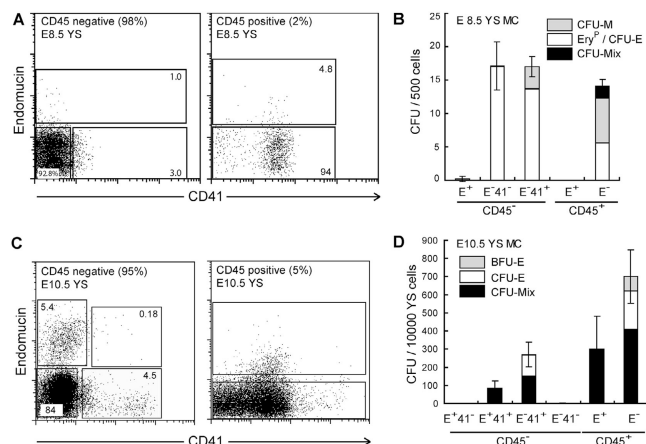 A
CD45 negative (98%)
E8.5 YS
CD45 positive (2%)
E8.5 YS
Endomucin
1.0
92.8%
3.0
4.8
94
CD41
B
E 8.5 YS MC
CFU-M
Ery^P / CFU-E
CFU-Mix
CFU / 500 cells
25
20
15
10
5
0
E⁺
E⁻41⁻
E⁻41⁺
E⁺
E⁻
CD45⁻
CD45⁺
C
CD45 negative (95%)
E10.5 YS
CD45 positive (5%)
E10.5 YS
Endomucin
5.4
0.18
84
4.5
CD41
D
E10.5 YS MC
BFU-E
CFU-E
CFU-Mix
CFU / 10000 YS cells
900
800
700
600
500
400
300
200
100
0
E⁺41⁻
E⁺41⁺
E⁻41⁺
E⁻41⁻
E⁺
E⁻
CD45⁻
CD45⁺